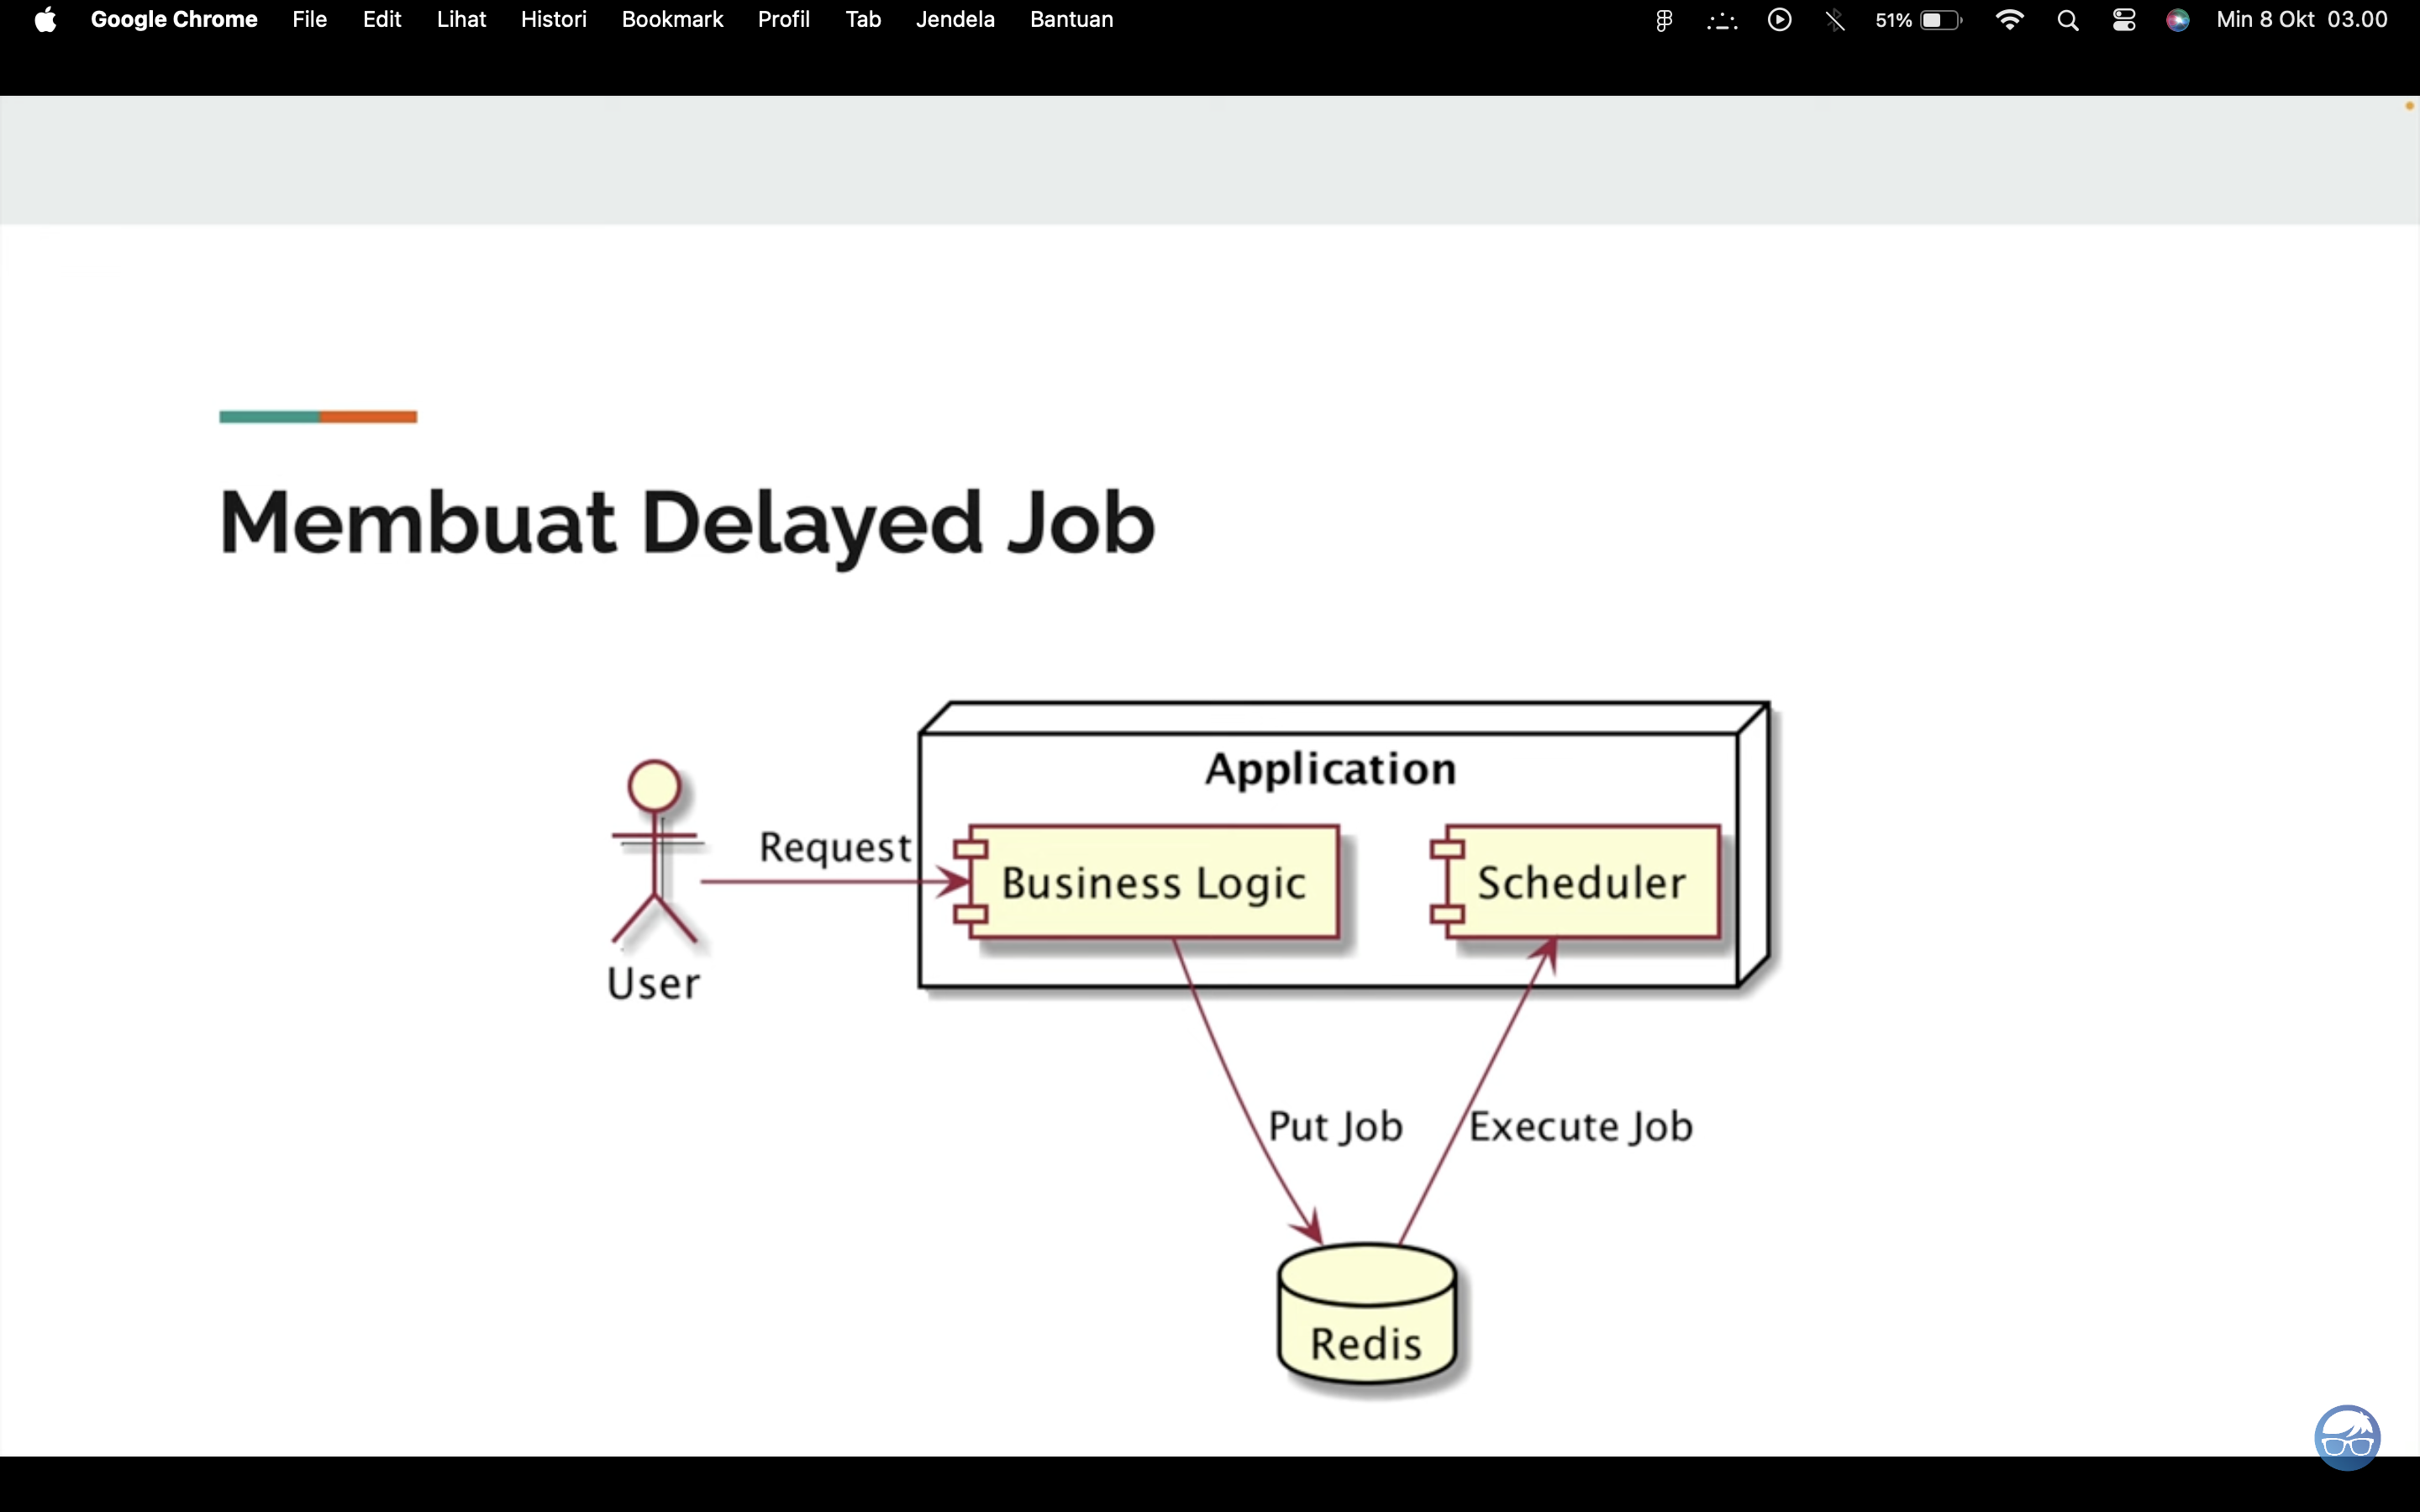 Google Chrome File Edit Lihat Histori Bookmark Profil Tab Jendela Bantuan 51% Min 8 Okt 03.00
Membuat Delayed Job
Application
Request
Business Logic
Scheduler
User
Put Job
Execute Job
Redis